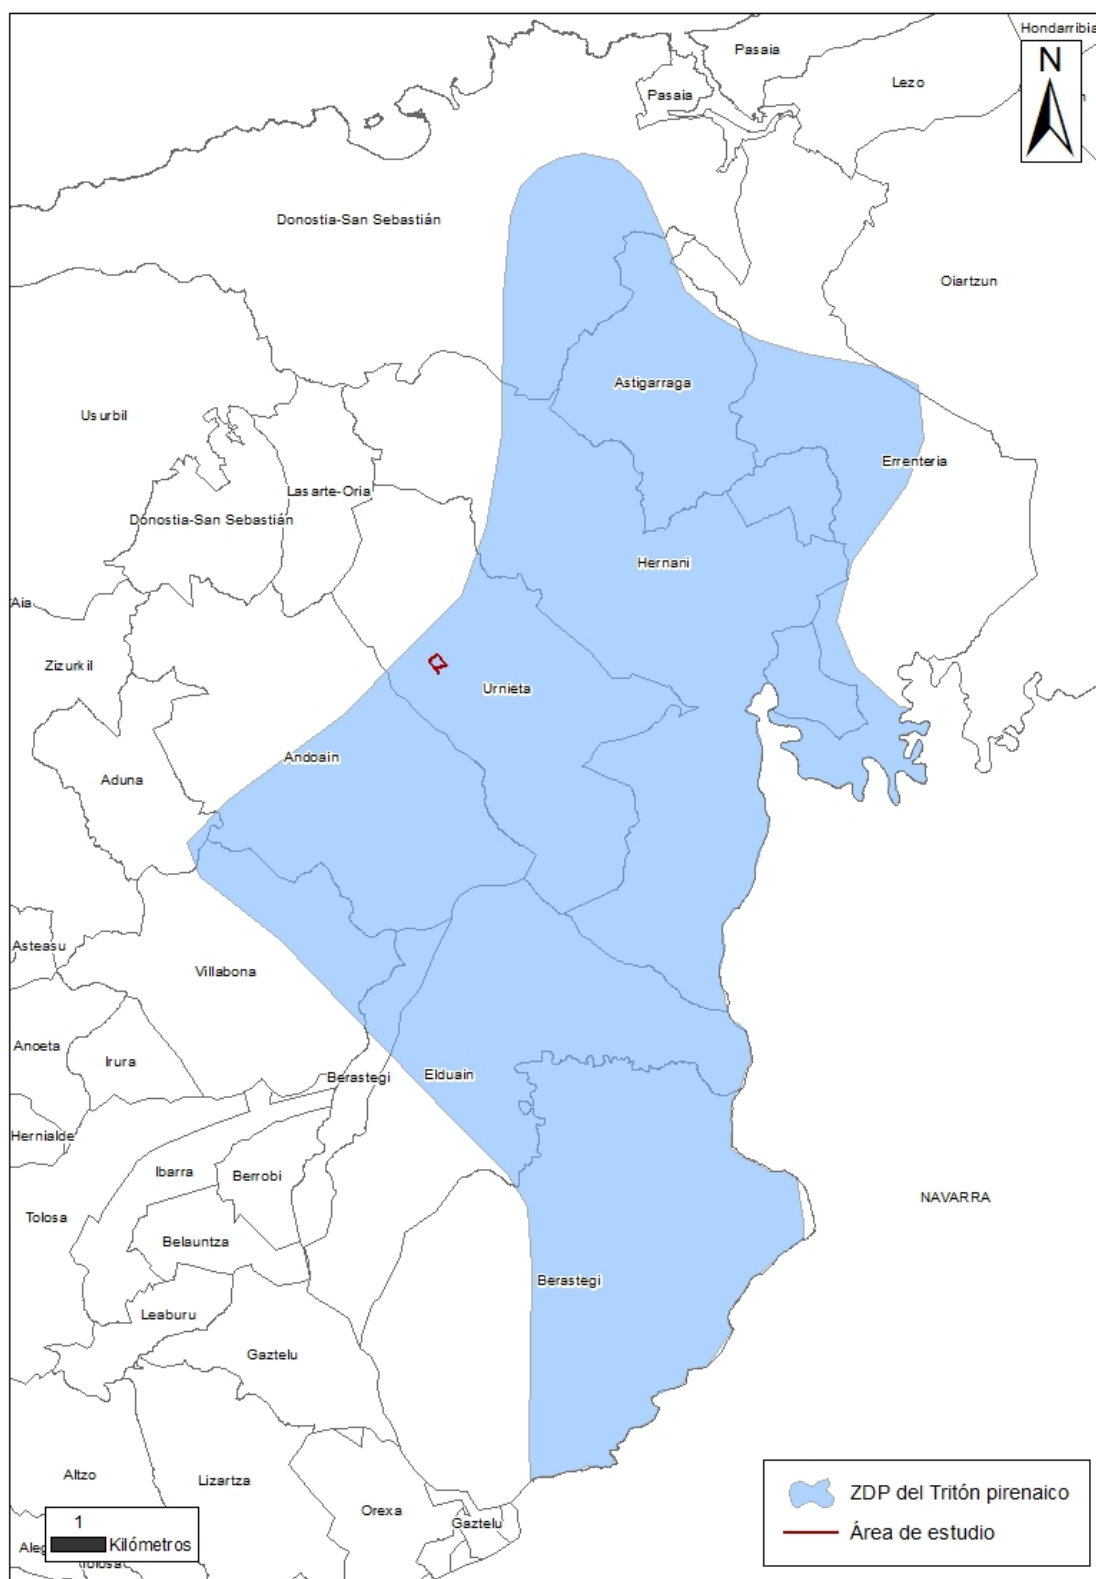 Hondarribia
Pasaia
N
Lezo
Pasaia
Donostia-San Sebastián
Oiartzun
Astigarraga
Usurbil
Errenteria
Lasarte-Oria
Donostia-San Sebastián
Hernani
Aia
Zizurkil
Urnieta
Andoain
Aduna
Asteasu
Villabona
Anoeta
Irura
Elduain
Berastegi
Hernialde
Ibarra
Berrobi
NAVARRA
Tolosa
Belauntza
Berastegi
Leaburu
Gaztelu
Altzo
Lizartza
Orexa
Gaztelu
ZDP del Tritón pirenaico
Área de estudio
1
Kilómetros
Aleg
Tolosa